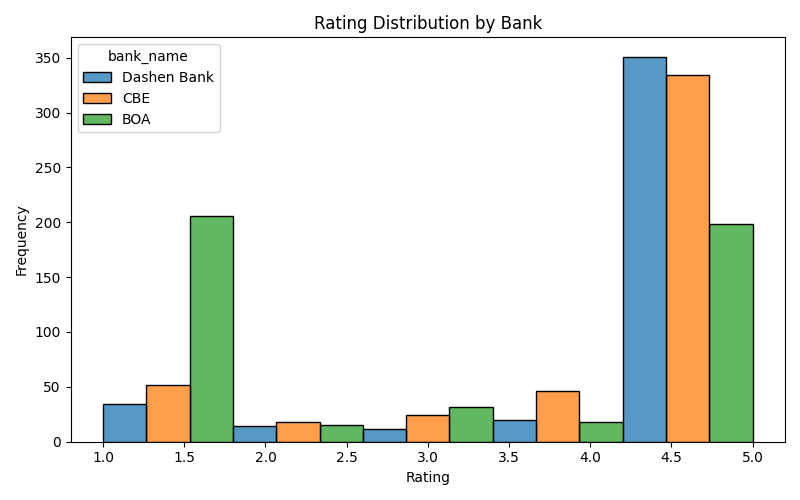 Rating Distribution by Bank
bank_name
Dashen Bank
CBE
BOA
Frequency
350
300
250
200
150
100
50
0
1.0 1.5 2.0 2.5 3.0 3.5 4.0 4.5 5.0
Rating